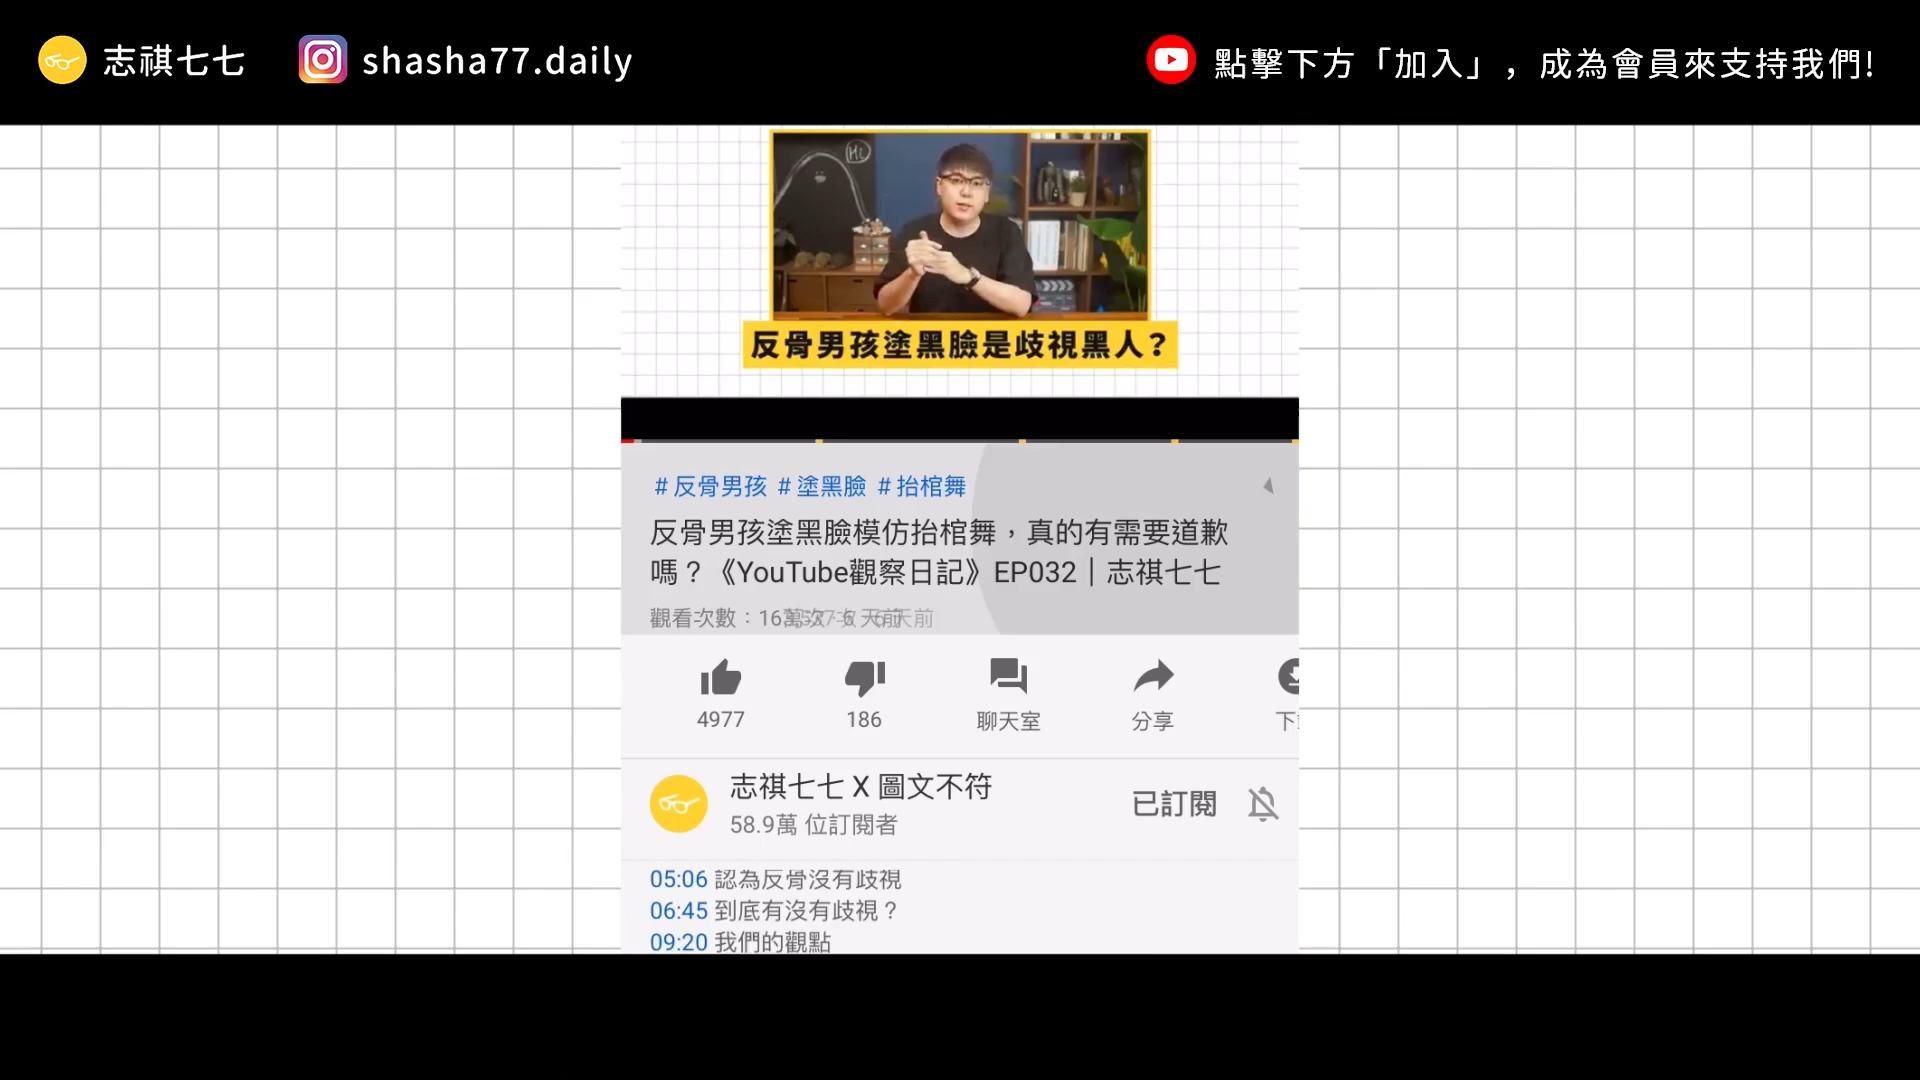 志祺七七
shasha77.daily
點擊下方「加入」，成為會員來支持我們!
Hi
反骨男孩塗黑臉是歧視黑人？
#反骨男孩 #塗黑臉 #抬棺舞
反骨男孩塗黑臉模仿抬棺舞，真的有需要道歉
嗎？《YouTube觀察日記》EP032｜志祺七七
觀看次數：16
4977
186
聊天室
分享
志祺七七 X 圖文不符
58.9萬 位訂閱者
已訂閱
05:06 認為反骨沒有歧視
06:45 到底有沒有歧視？
09:20 我們的觀點